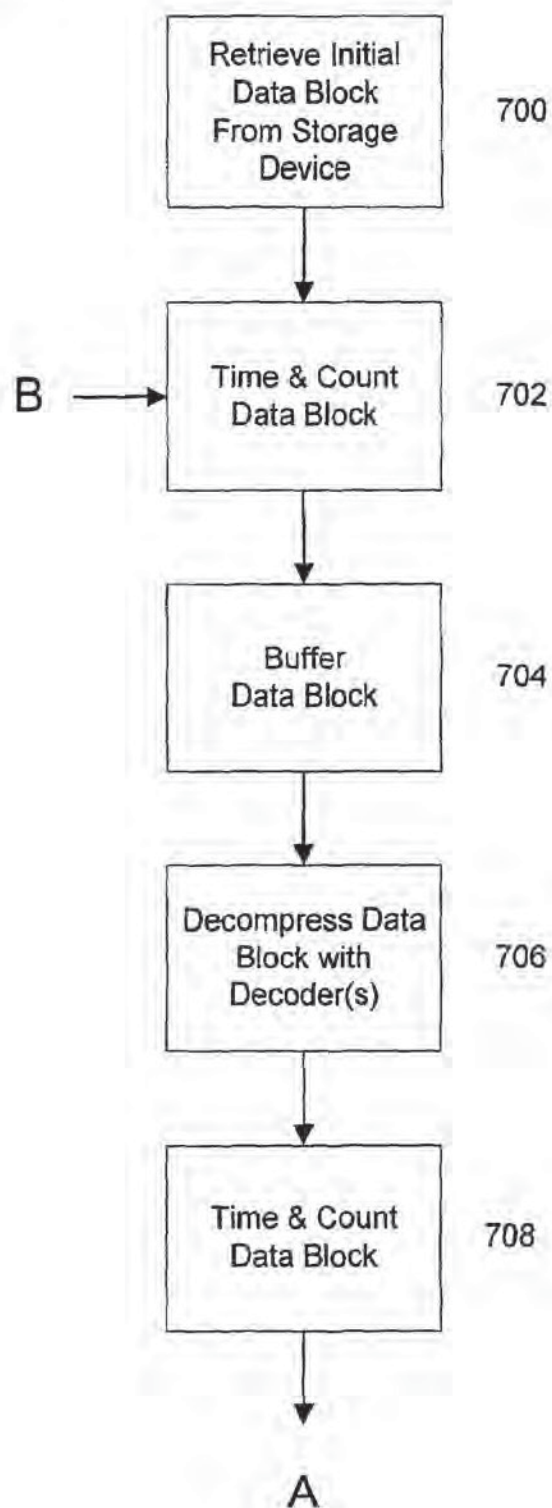 Retrieve Initial
Data Block
From Storage
Device
700
B
Time & Count
Data Block
702
Buffer
Data Block
704
Decompress Data
Block with
Decoder(s)
706
Time & Count
Data Block
708
A